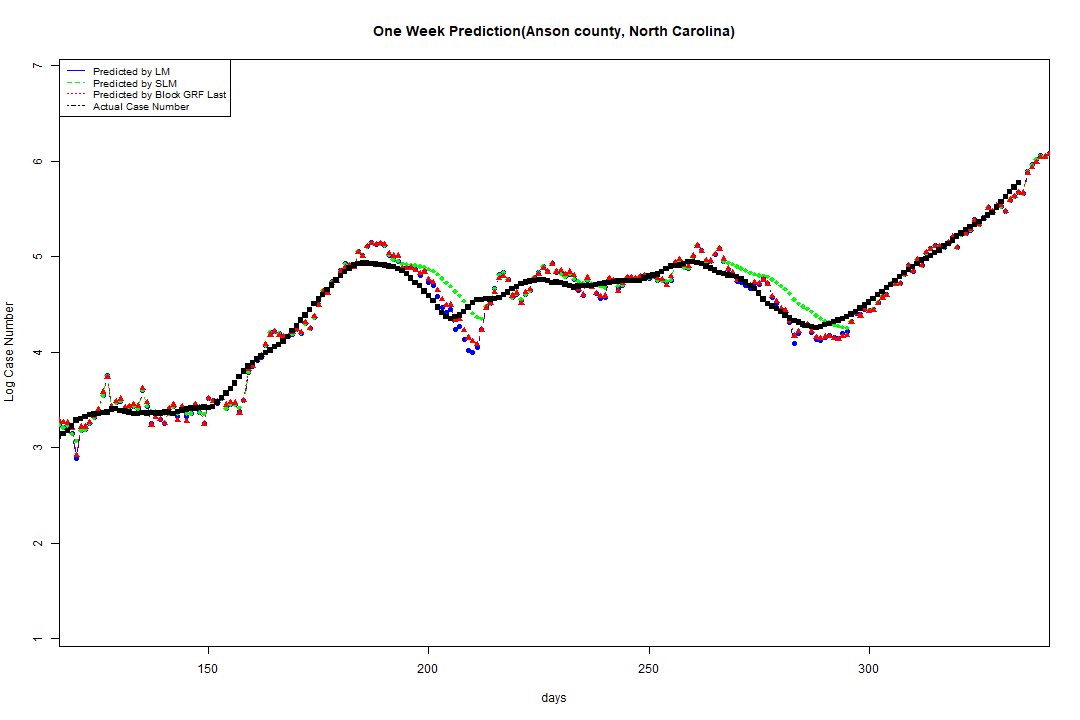 One Week Prediction(Anson county, North Carolina)
7
Predicted by LM
Predicted by SLM
Predicted by Block GRF Last
Actual Case Number
6
5
4
3
2
1
Log Case Number
150
200
250
300
days